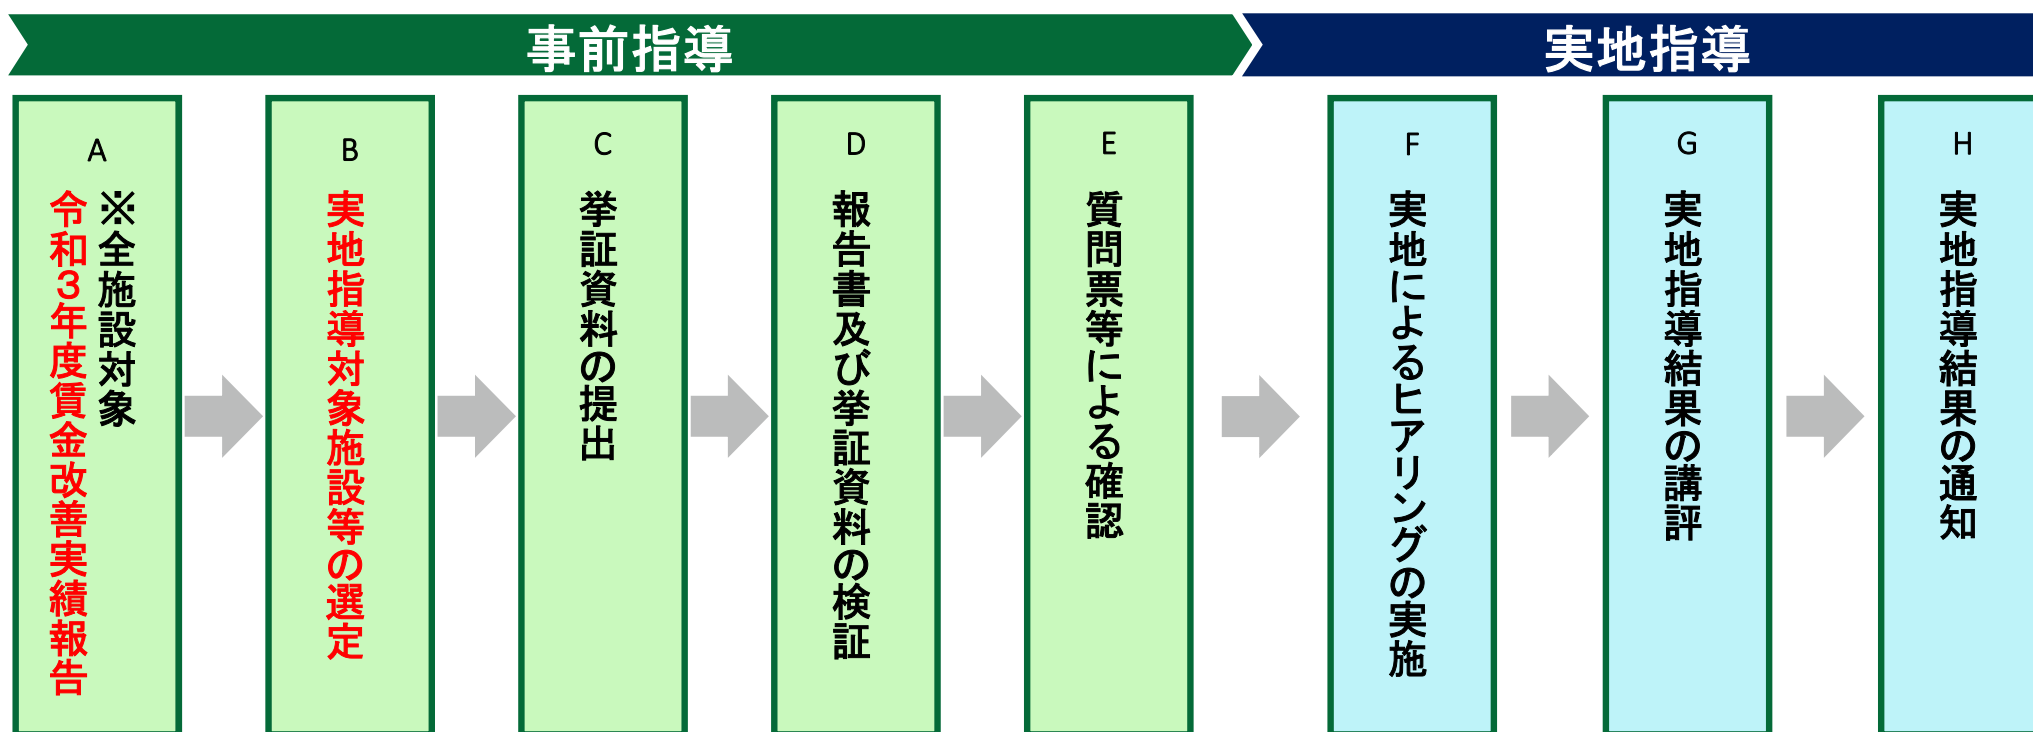 事前指導
実地指導
A
※全施設対象
令和３年度賃金改善実績報告
B
実地指導対象施設等の選定
C
挙証資料の提出
D
報告書及び挙証資料の検証
E
質問票等による確認
F
実地によるヒアリングの実施
G
実地指導結果の講評
H
実地指導結果の通知